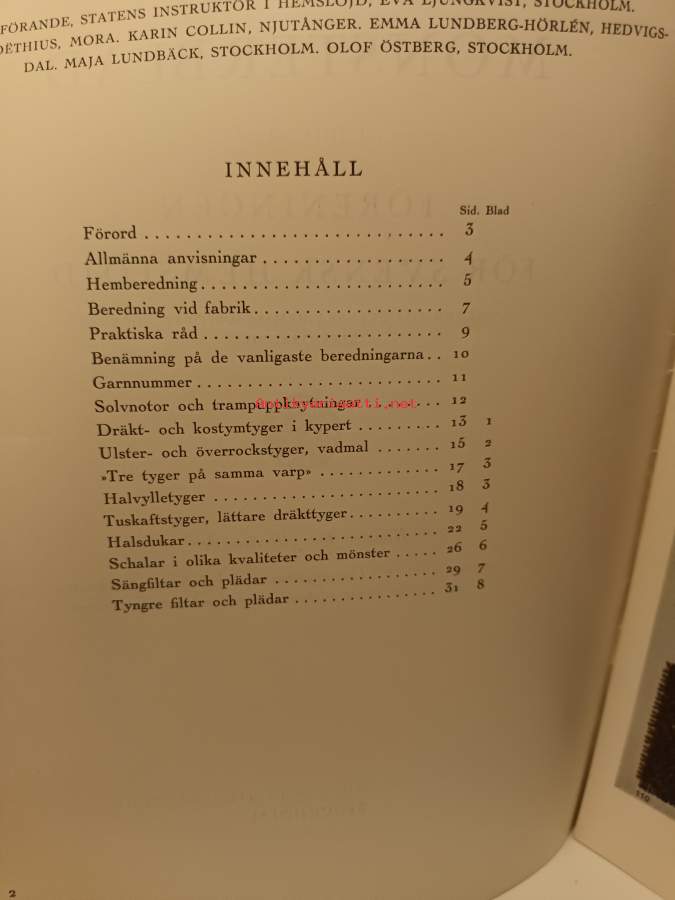 FÖRANDE, STATENS INSTRUKTÖR I HEMSLÖJD, EVA LJUNGKVIST, STOCKHOLM.
OËTHIUS, MORA. KARIN COLLIN, NJUTÅNGER. EMMA LUNDBERG-HÖRLÉN, HEDVIGS-
DAL. MAJA LUNDBÄCK, STOCKHOLM. OLOF ÖSTBERG, STOCKHOLM.
INNEHÅLL
Sid. Blad
Förord . . . . . . . . . . . . . . . . . . . . . . . . . . . . . 3
Allmänna anvisningar . . . . . . . . . . . . . . . . . . 4
Hemberedning . . . . . . . . . . . . . . . . . . . . . . . . 5
Beredning vid fabrik . . . . . . . . . . . . . . . . . . . 7
Praktiska råd . . . . . . . . . . . . . . . . . . . . . . . . 9
Benämning på de vanligaste beredningarna . . 10
Garnnummer . . . . . . . . . . . . . . . . . . . . . . . . . 11
Solvnotor och trampuppknytningar . . . . . . . . 12
Antikvariaatti.net
Dräkt- och kostymtyger i kypert . . . . . . . . . 13 1
Ulster- och överrockstyger, vadmal . . . . . . . 15 2
»Tre tyger på samma varp» . . . . . . . . . . . . . 17 3
Halvylletyger . . . . . . . . . . . . . . . . . . . . . . . . . 18 3
Tuskaftstyger, lättare dräkttyger . . . . . . . . . . 19 4
Halsdukar . . . . . . . . . . . . . . . . . . . . . . . . . . . . 22 5
Schalar i olika kvaliteter och mönster . . . . . 26 6
Sängfiltar och plädar . . . . . . . . . . . . . . . . . . 29 7
Tyngre filtar och plädar . . . . . . . . . . . . . . . . 31 8
110
2